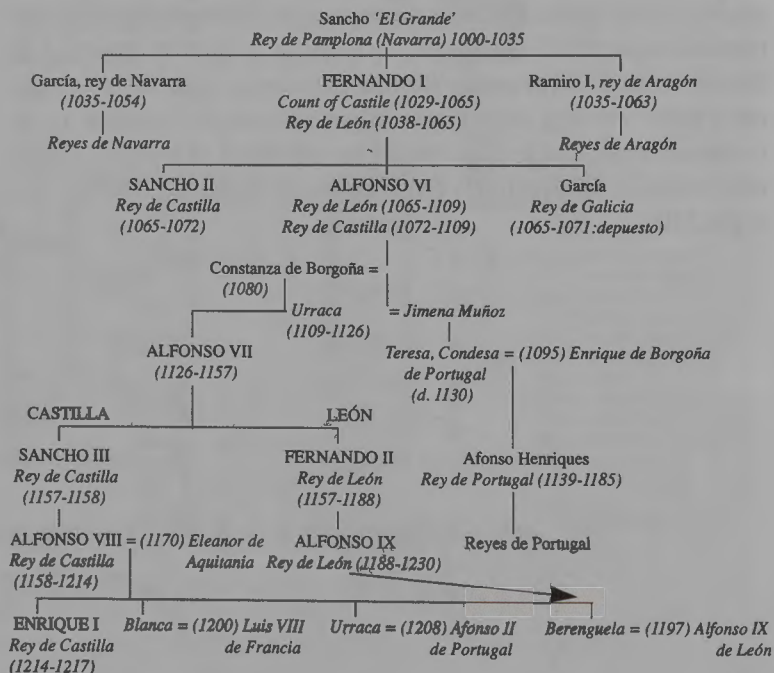 Sancho 'El Grande'
Rey de Pamplona (Navarra) 1000-1035
García, rey de Navarra
(1035-1054)
Reyes de Navarra
FERNANDO I
Count of Castile (1029-1065)
Rey de León (1038-1065)
Ramiro I, rey de Aragón
(1035-1063)
Reyes de Aragón
SANCHO II
Rey de Castilla
(1065-1072)
ALFONSO VI
Rey de León (1065-1109)
Rey de Castilla (1072-1109)
García
Rey de Galicia
(1065-1071:depuesto)
Constanza de Borgoña =
(1080)
Urraca
(1109-1126)
= Jimena Muñoz
ALFONSO VII
(1126-1157)
Teresa, Condesa = (1095) Enrique de Borgoña
de Portugal
(d. 1130)
CASTILLA
LEÓN
SANCHO III
Rey de Castilla
(1157-1158)
FERNANDO II
Rey de León
(1157-1188)
Afonso Henriques
Rey de Portugal (1139-1185)
ALFONSO VIII = (1170) Eleanor de
Rey de Castilla Aquitania
(1158-1214)
ALFONSO IX
Rey de León (1188-1230)
Reyes de Portugal
ENRIQUE I
Rey de Castilla
(1214-1217)
Blanca = (1200) Luis VIII
de Francia
Urraca = (1208) Afonso II
de Portugal
Berenguela = (1197) Alfonso IX
de León